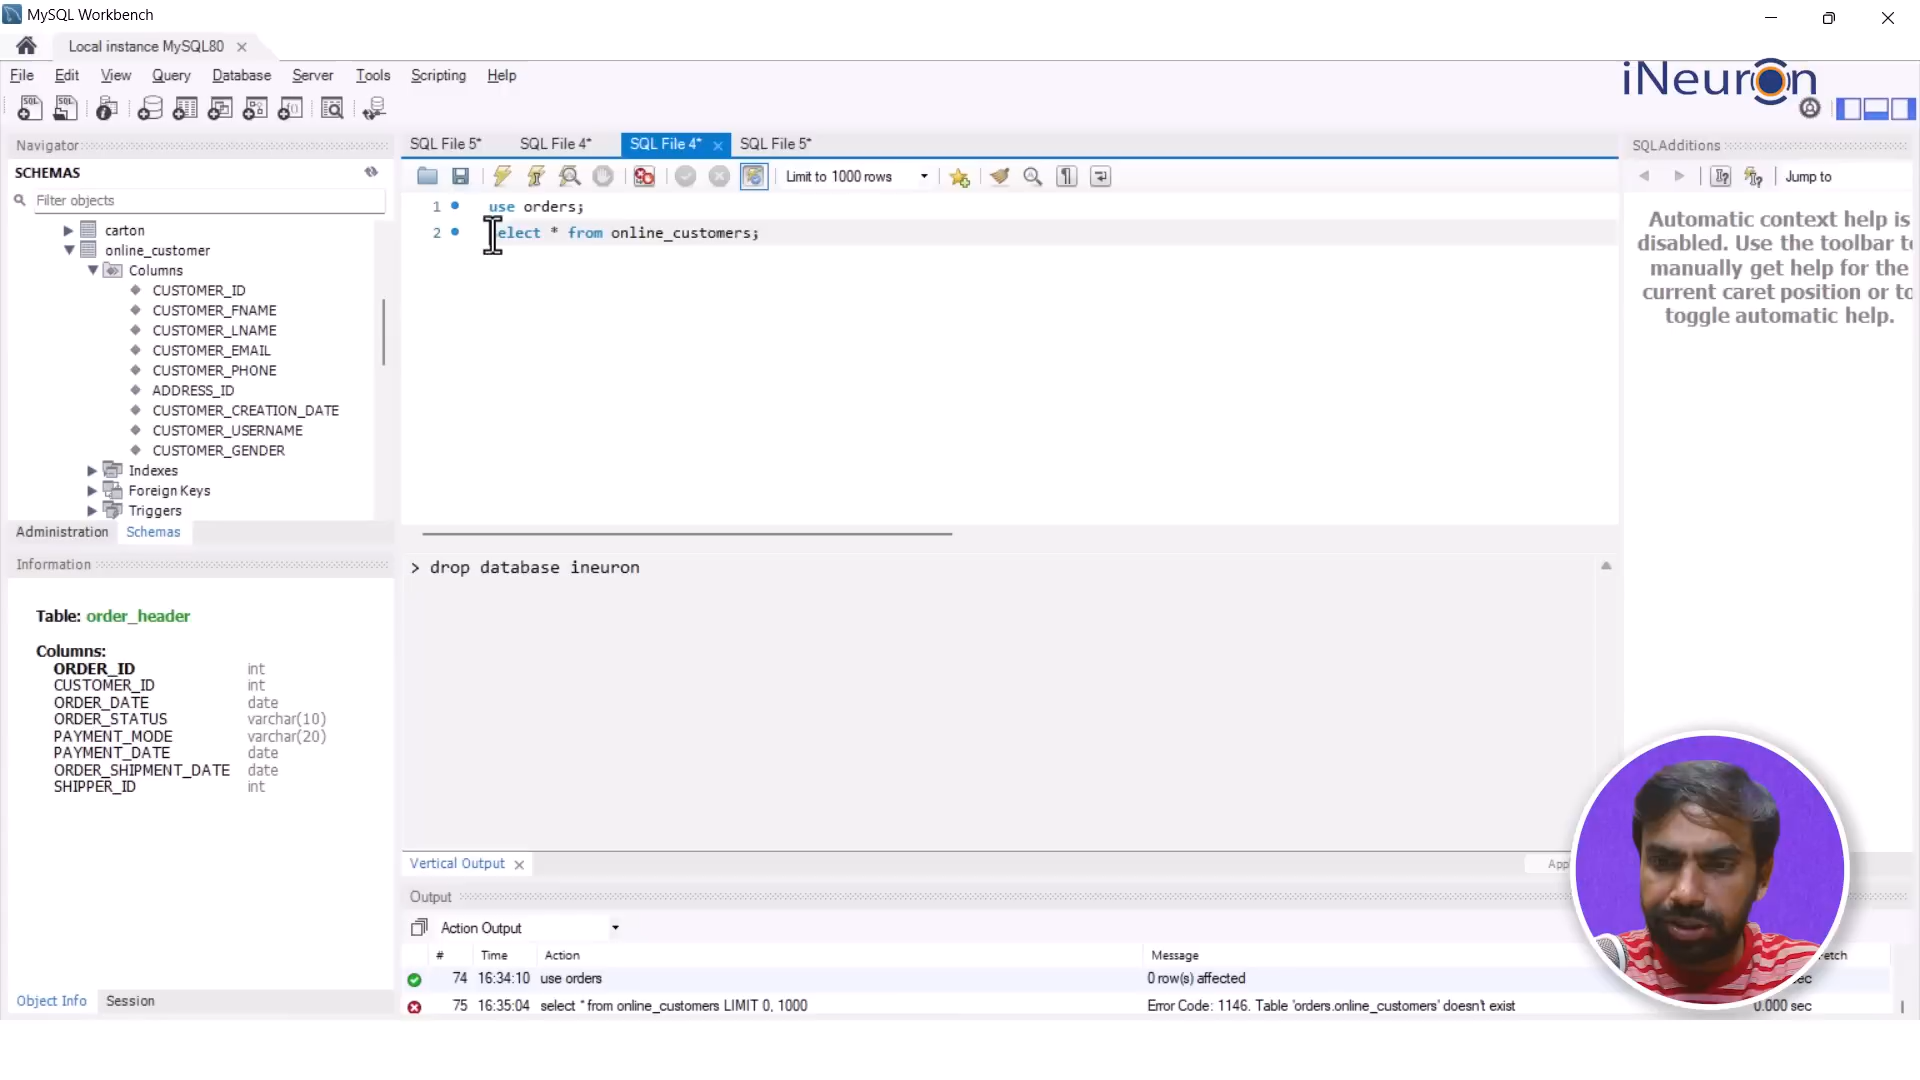 MySQL Workbench
Local instance MySQL80
File Edit View Query Database Server Tools Scripting Help
iNeuron
Navigator
SCHEMAS
Filter objects
carton
online_customer
Columns
CUSTOMER_ID
CUSTOMER_FNAME
CUSTOMER_LNAME
CUSTOMER_EMAIL
CUSTOMER_PHONE
ADDRESS_ID
CUSTOMER_CREATION_DATE
CUSTOMER_USERNAME
CUSTOMER_GENDER
Indexes
Foreign Keys
Triggers
Administration Schemas
Information
Table: order_header
Columns:
ORDER_ID int
CUSTOMER_ID int
ORDER_DATE date
ORDER_STATUS varchar(10)
PAYMENT_MODE varchar(20)
PAYMENT_DATE date
ORDER_SHIPMENT_DATE date
SHIPPER_ID int
Object Info Session
SQL File 5* SQL File 4* SQL File 4* SQL File 5*
Limit to 1000 rows
1 use orders;
2 select * from online_customers;
> drop database ineuron
Vertical Output
App
Output
Action Output
# Time Action Message etch
74 16:34:10 use orders 0 row(s) affected sec
75 16:35:04 select * from online_customers LIMIT 0, 1000 Error Code: 1146. Table 'orders.online_customers' doesn't exist 0.000 sec
SQLAdditions
Jump to
Automatic context help is
disabled. Use the toolbar to
manually get help for the
current caret position or to
toggle automatic help.